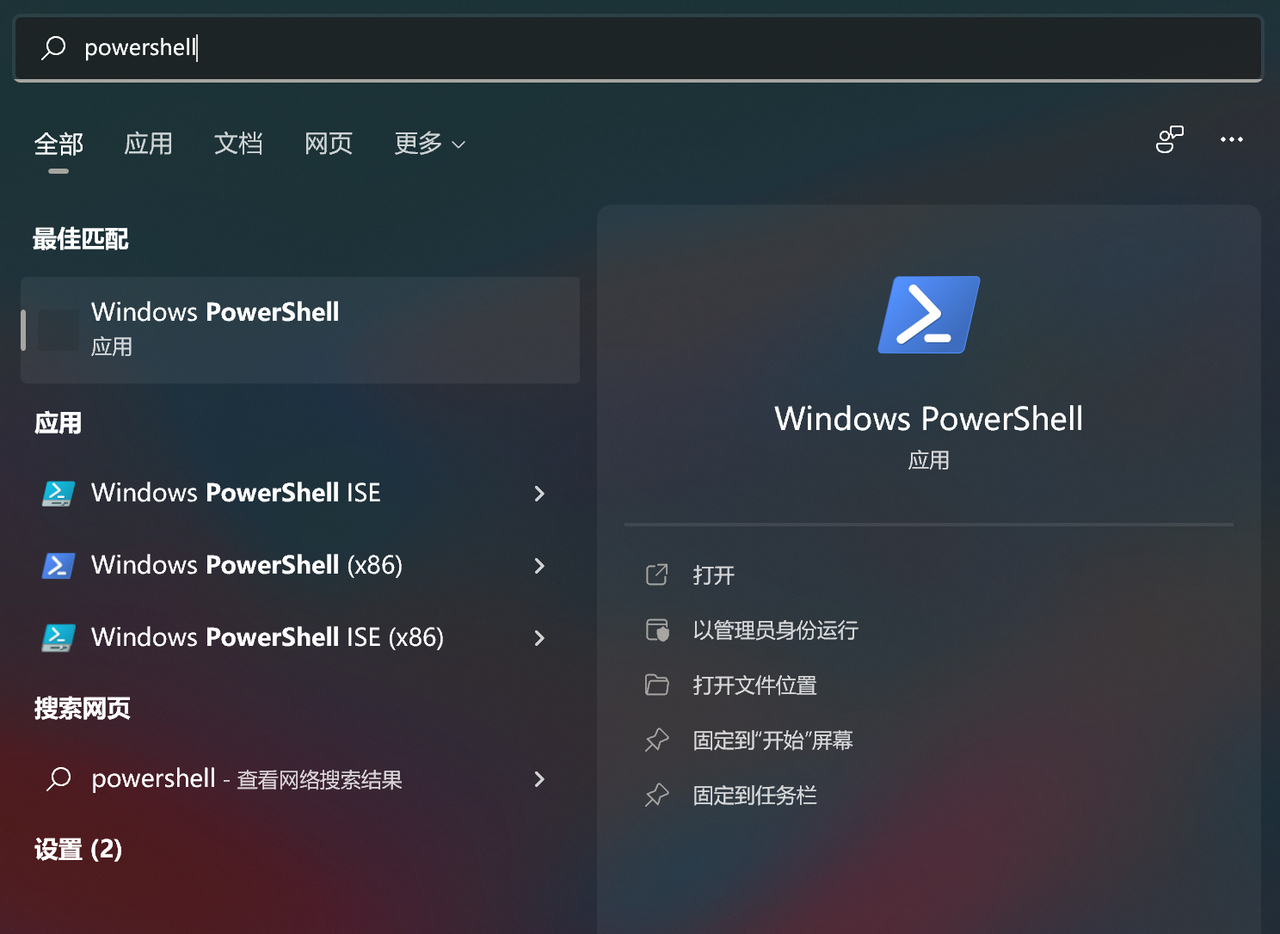 powershell
全部 应用 文档 网页 更多
最佳匹配
Windows PowerShell
应用
应用
Windows PowerShell ISE
Windows PowerShell (x86)
Windows PowerShell ISE (x86)
搜索网页
powershell - 查看网络搜索结果
设置 (2)
Windows PowerShell
应用
打开
以管理员身份运行
打开文件位置
固定到“开始”屏幕
固定到任务栏